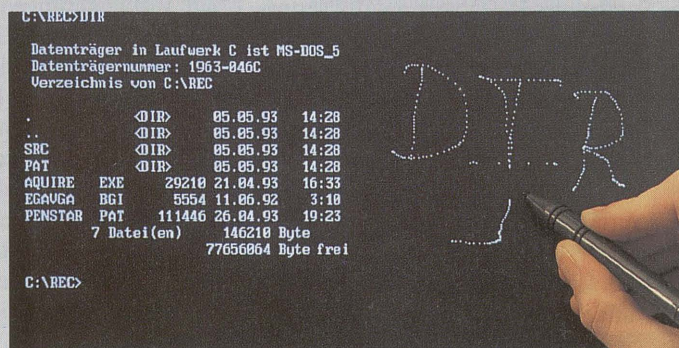 C:\REC>DIR
Datenträger in Laufwerk C ist MS-DOS_5
Datenträgernummer: 1963-046C
Verzeichnis von C:\REC
. <DIR> 05.05.93 14:28
.. <DIR> 05.05.93 14:28
SRC <DIR> 05.05.93 14:28
PAT <DIR> 05.05.93 14:28
AQUIRE EXE 29210 21.04.93 16:33
EGAVGA BGI 5554 11.06.92 3:10
PENSTAR PAT 111446 26.04.93 19:23
7 Datei(en) 146210 Byte
77656064 Byte frei
C:\REC>
DIR